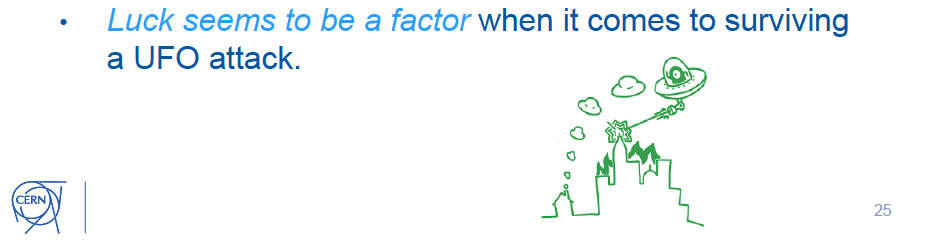 • Luck seems to be a factor when it comes to surviving
a UFO attack.
CERN
25